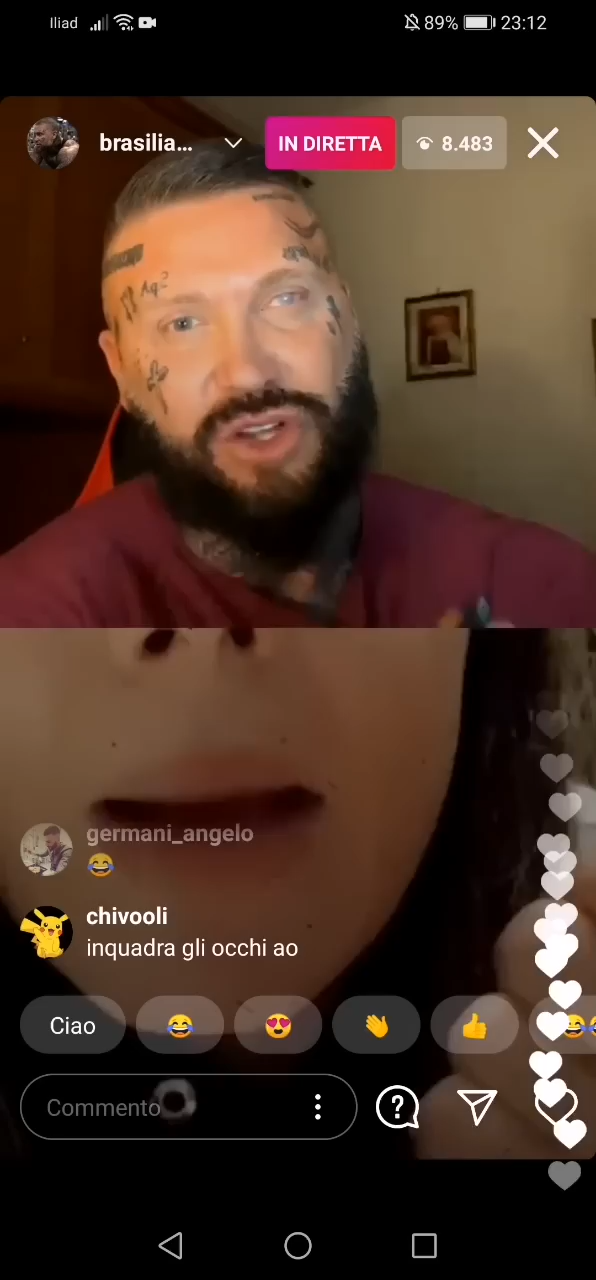 Iliad 89% 23:12
brasilia... IN DIRETTA 8.483
germani_angelo
😂
chivooli
inquadra gli occhi ao
Ciao 😂 😍 👋 👍 😂
Commento